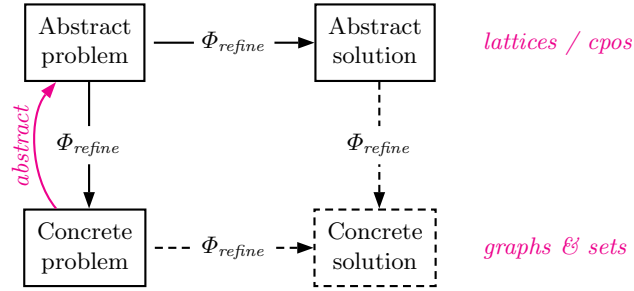 Abstract
problem
Φrefine
Abstract
solution
lattices / cpos
abstract
Φrefine
Φrefine
Concrete
problem
Φrefine
Concrete
solution
graphs & sets